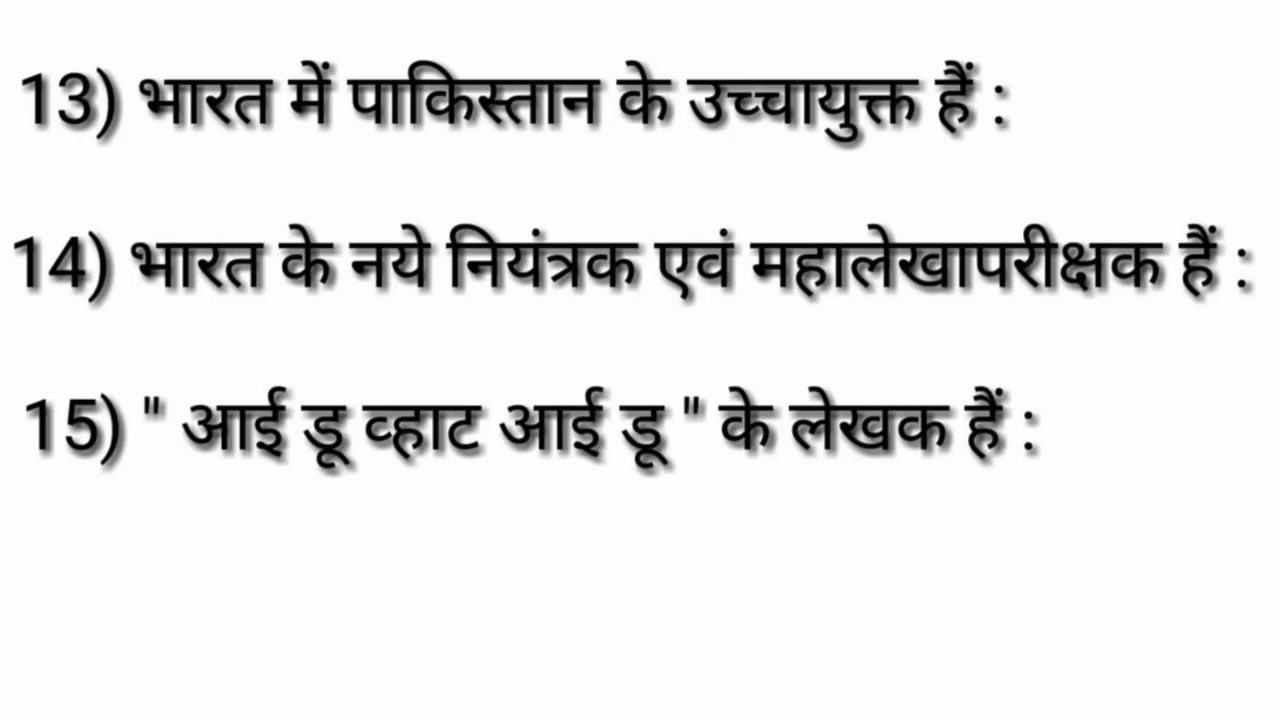 13) भारत में पाकिस्तान के उच्चायुक्त हैं :
14) भारत के नये नियंत्रक एवं महालेखापरीक्षक हैं :
15) " आई डू व्हाट आई डू " के लेखक हैं :